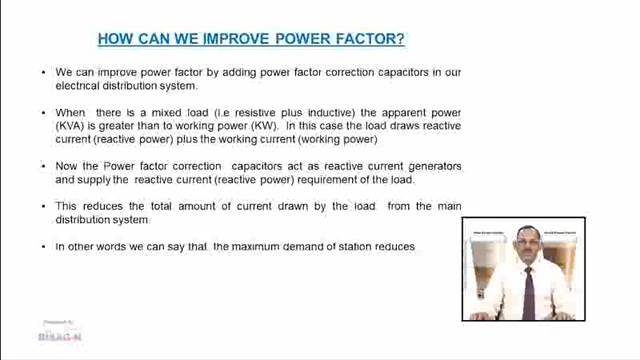 HOW CAN WE IMPROVE POWER FACTOR?
• We can improve power factor by adding power factor correction capacitors in our
electrical distribution system.
• When there is a mixed load (i.e resistive plus inductive) the apparent power
(KVA) is greater than to working power (KW). In this case the load draws reactive
current (reactive power) plus the working current (working power)
• Now the Power factor correction capacitors act as reactive current generators
and supply the reactive current (reactive power) requirement of the load.
• This reduces the total amount of current drawn by the load from the main
distribution system
• In other words we can say that the maximum demand of station reduces